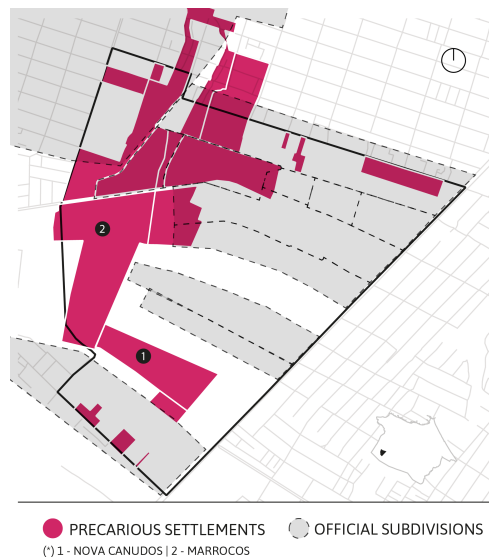 2
1
PRECARIOUS SETTLEMENTS OFFICIAL SUBDIVISIONS
(*) 1 - NOVA CANUDOS | 2 - MARROCOS